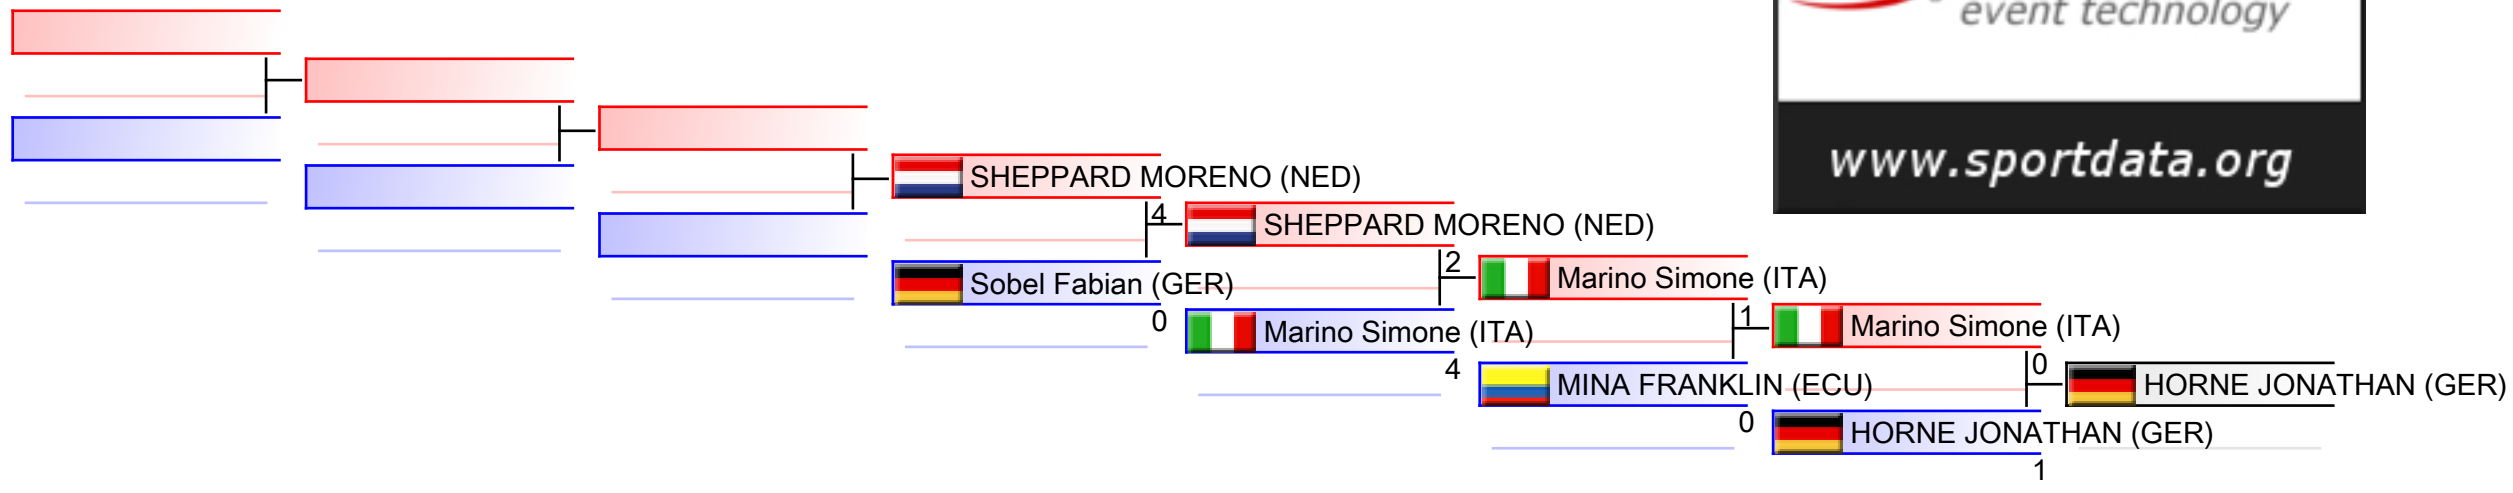 event technology
www.sportdata.org
SHEPPARD MORENO (NED)
4
SHEPPARD MORENO (NED)
2
Sobel Fabian (GER)
0
Marino Simone (ITA)
4
Marino Simone (ITA)
1
MINA FRANKLIN (ECU)
0
Marino Simone (ITA)
0
HORNE JONATHAN (GER)
1
HORNE JONATHAN (GER)